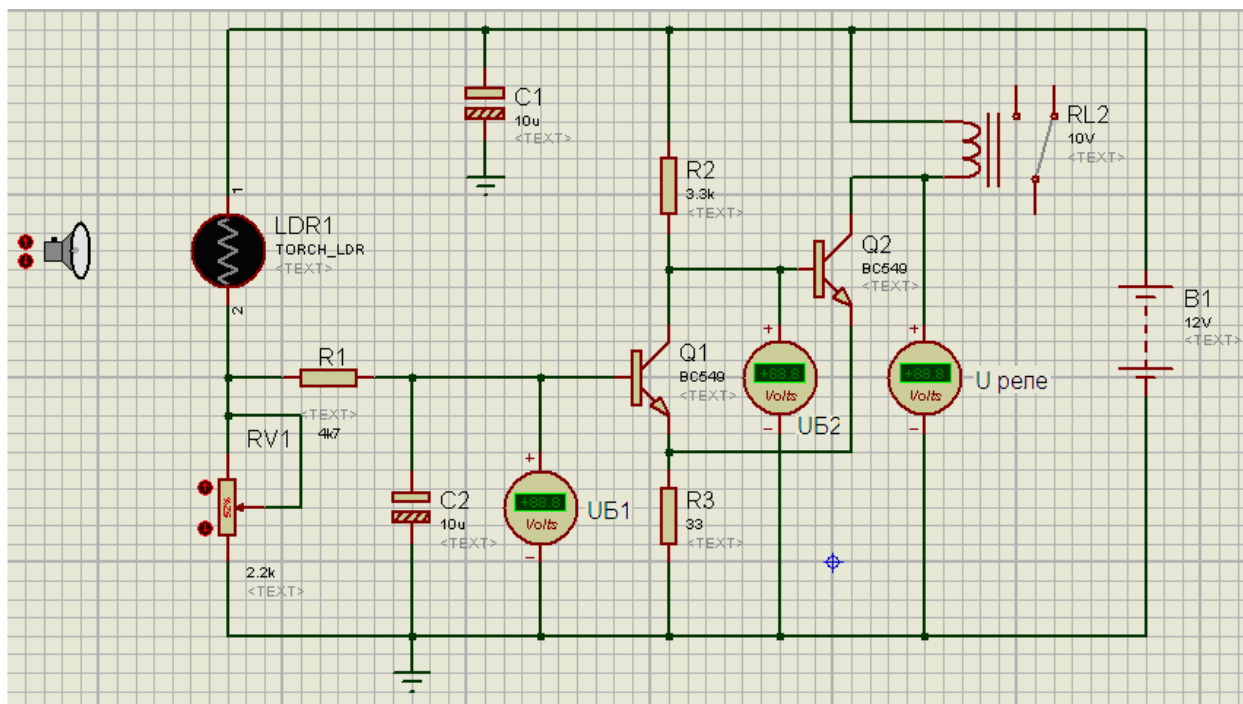 C1
10u
<TEXT>
R2
3.3k
<TEXT>
RL2
10V
<TEXT>
1
LDR1
TORCH_LDR
<TEXT>
2
Q2
BC549
<TEXT>
B1
12V
<TEXT>
R1
<TEXT>
4k7
Q1
BC549
<TEXT>
+
+88.8
Volts
−
UБ2
+
+88.8
Volts
−
U реле
RV1
52%
2.2k
<TEXT>
C2
10u
<TEXT>
+
+88.8
Volts
−
UБ1
R3
33
<TEXT>